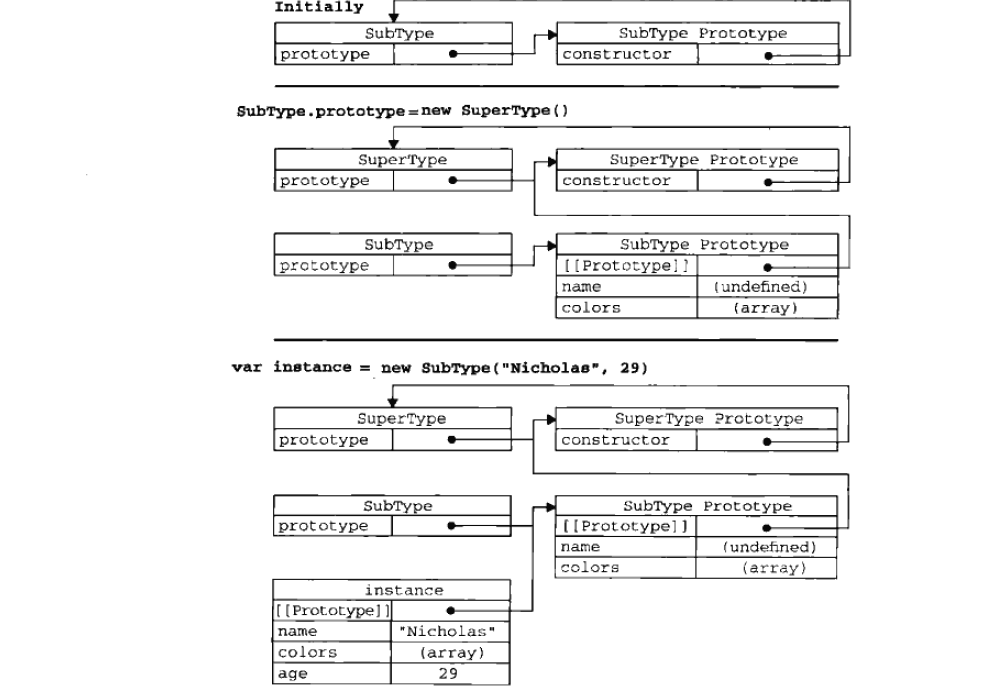 Initially
SubType
SubType Prototype
prototype
constructor
SubType.prototype=new SuperType()
SuperType
SuperType Prototype
prototype
constructor
SubType
SubType Prototype
prototype
[[Prototype]]
name
(undefined)
colors
(array)
var instance = new SubType("Nicholas", 29)
SuperType
SuperType Prototype
prototype
constructor
SubType
SubType Prototype
prototype
[[Prototype]]
name
(undefined)
colors
(array)
instance
[[Prototype]]
name
"Nicholas"
colors
(array)
age
29